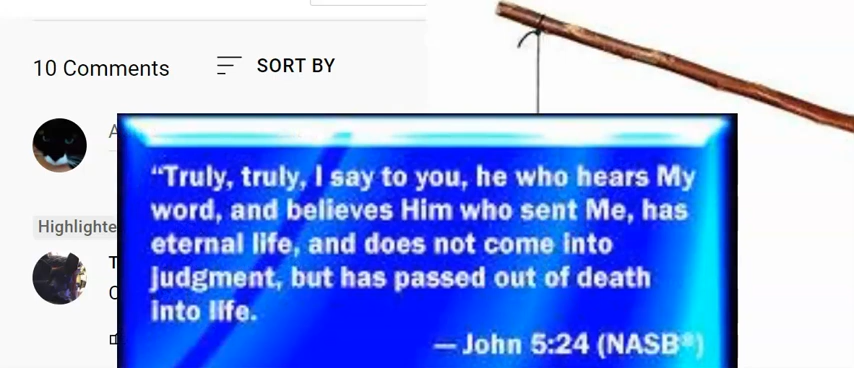 10 Comments
SORT BY
Highlighte
“Truly, truly, I say to you, he who hears My
word, and believes Him who sent Me, has
eternal life, and does not come into
judgment, but has passed out of death
into life.
— John 5:24 (NASB®)